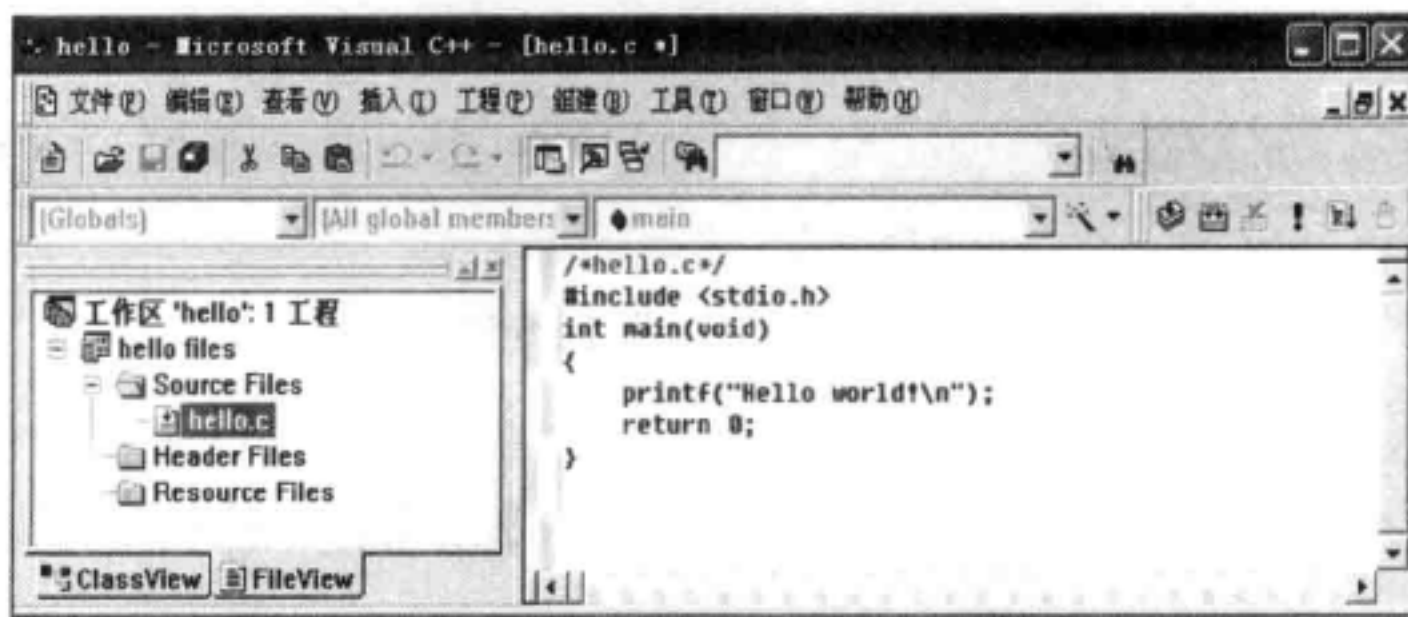 hello - Microsoft Visual C++ - [hello.c *]
文件(F) 编辑(E) 查看(V) 插入(I) 工程(P) 组建(B) 工具(T) 窗口(W) 帮助(H)
(Globals) (All global members main
工作区 'hello': 1 工程
hello files
Source Files
hello.c
Header Files
Resource Files
ClassView FileView
/*hello.c*/
#include <stdio.h>
int main(void)
{
printf("Hello world!\n");
return 0;
}